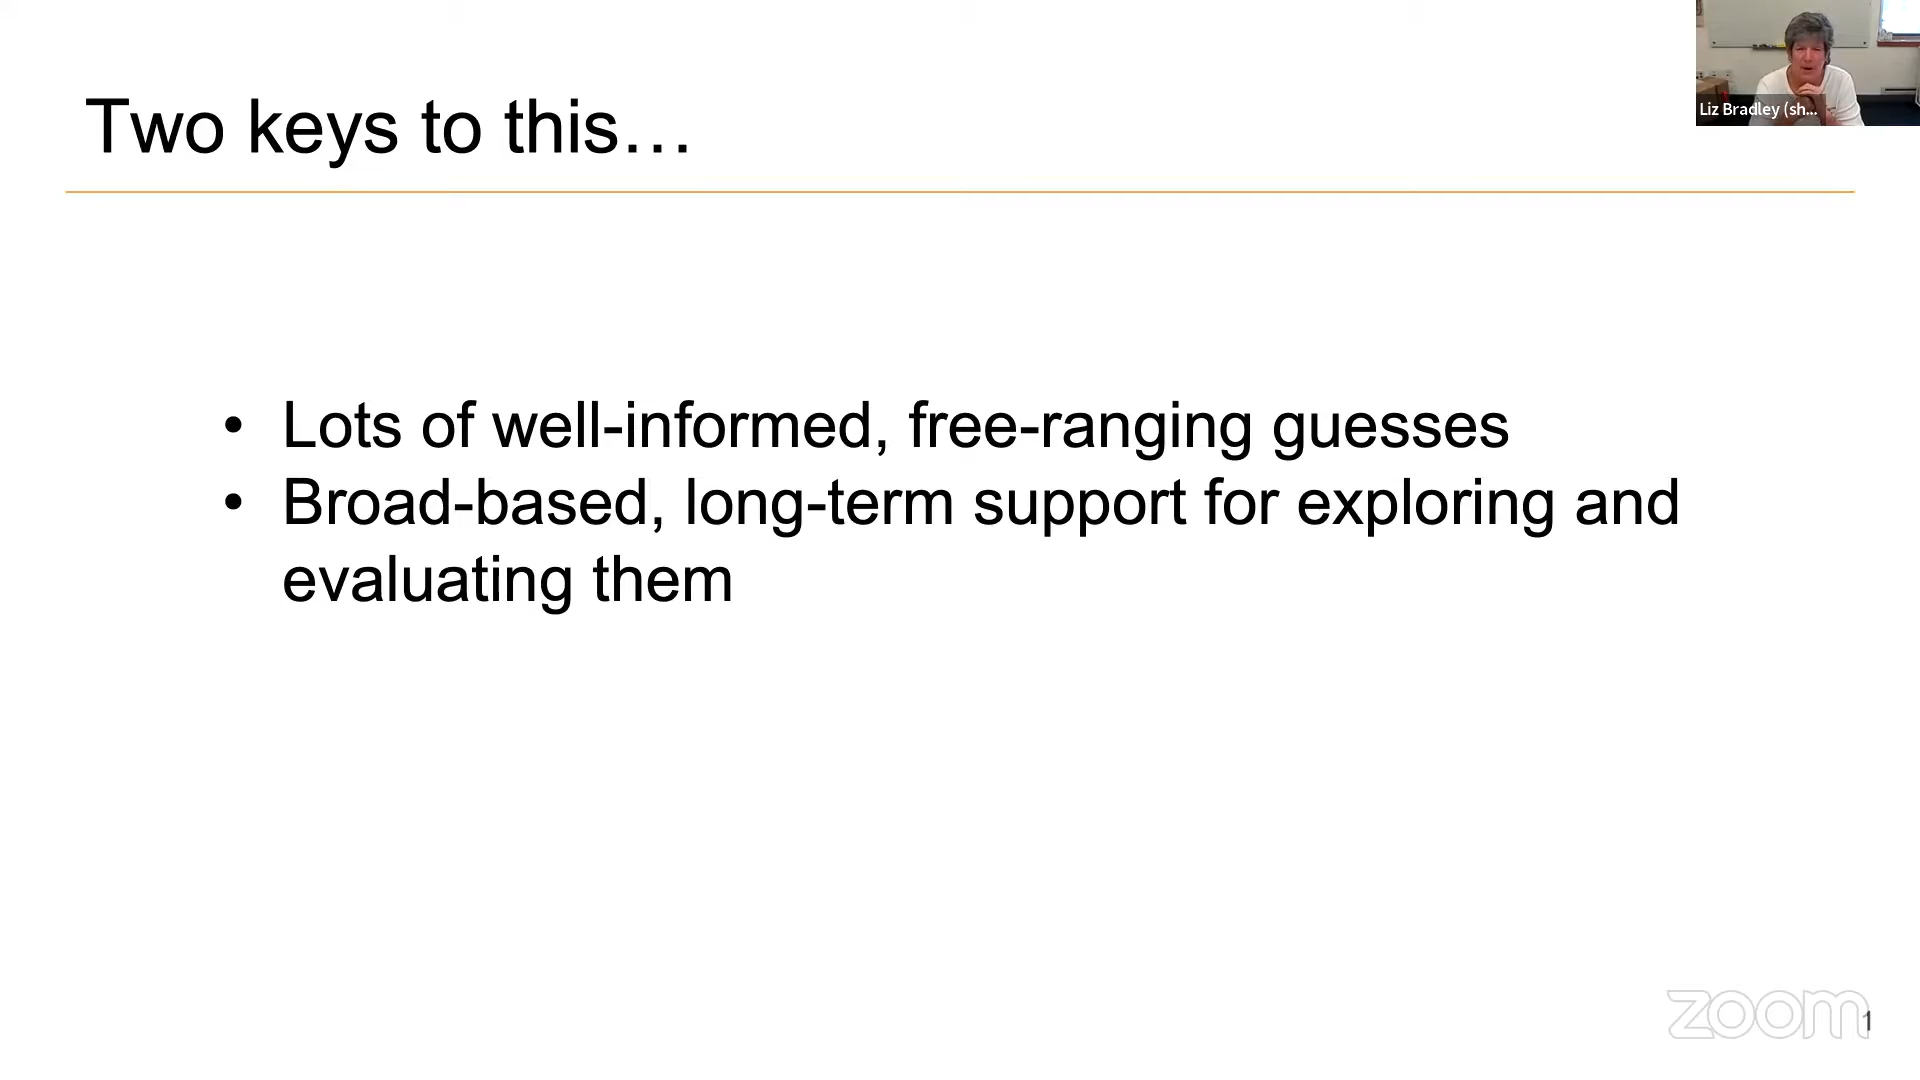 Two keys to this…
Liz Bradley (sh...
• Lots of well-informed, free-ranging guesses
• Broad-based, long-term support for exploring and
evaluating them
zoom
1